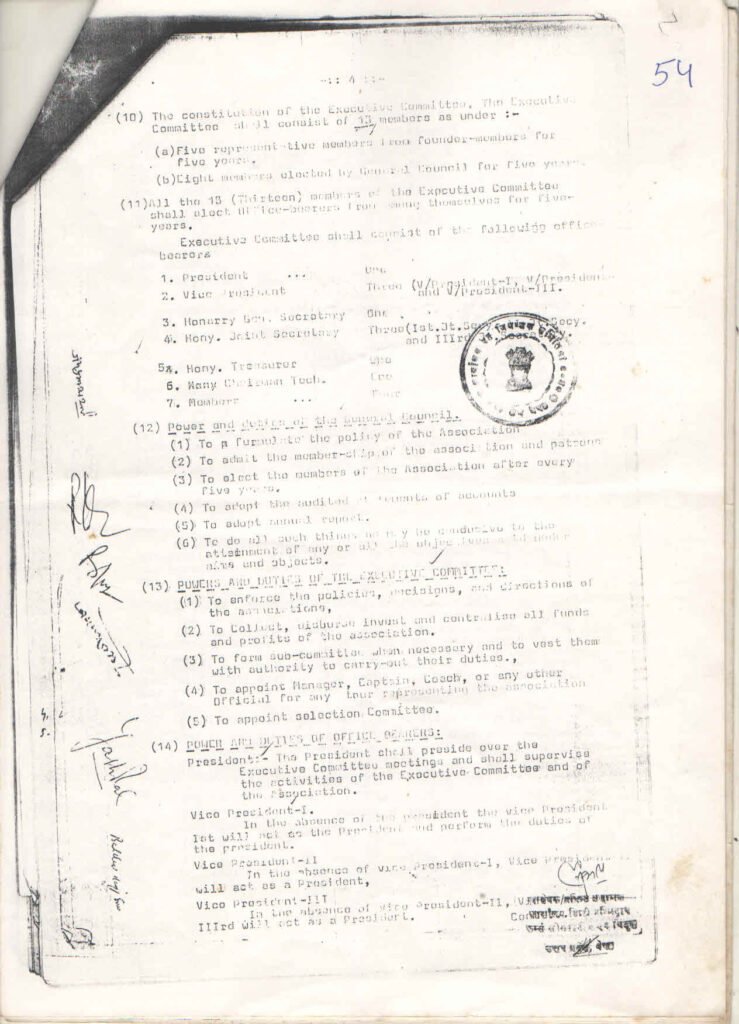 54
-:: 4 ::-
(10) The constitution of the Executive Committee, The Executive
Committee shall consist of 13 members as under :-
(a)Five representative members from founder-members for
five years.
(b)Eight members elected by General Council for five years.
(11)All the 13 (Thirteen) members of the Executive Committee
shall elect Office-bearers from among themselves for five-
years.
Executive Committee shall consist of the following office-
bearers
1. President ... One
2. Vice President Three (V/President-I, V/President-
and V/President-III.
3. Honarry Gen. Secretary One
4. Hony. Joint Secretary Three(Ist.Jt.Secy. Secy.
and IIIrd
5. Hony. Treasurer One
6. Hony Chairman Tech. One
7. Members ... Four
(12) Power and duties of the General Council.
(1) To formulate the policy of the Association
(2) To admit the member-ship of the association and patrons
(3) To elect the members of the Association after every
five years.
(4) To adopt the audited statements of accounts
(5) To adopt annual report.
(6) To do all such things as may be conducive to the
attainment of any or all the objectives and under
aims and objects.
(13) POWERS AND DUTIES OF THE EXECUTIVE COMMITTEE:
(1) To enforce the policies, decisions, and directions of
the associations,
(2) To Collect, disburse invest and centralise all funds
and profits of the association.
(3) To form sub-committee when necessary and to vest them
with authority to carry-out their duties.,
(4) To appoint Manager, Captain, Coach, or any other
Official for any tour representing the association
(5) To appoint selection Committee.
(14) POWER AND DUTIES OF OFFICE BEARERS:
President:- The President shall preside over the
Executive Committee meetings and shall supervise
the activities of the Executive Committee and of
the Association.
Vice President-I.
In the absence of the president the vice President
Ist will act as the President and perform the duties of
the president.
Vice President-II
In the absence of vice President-I, Vice President
will act as a President,
Vice President-III
In the absence of vice President-II,
IIIrd will act as a President.
4.
5.
Yashpal